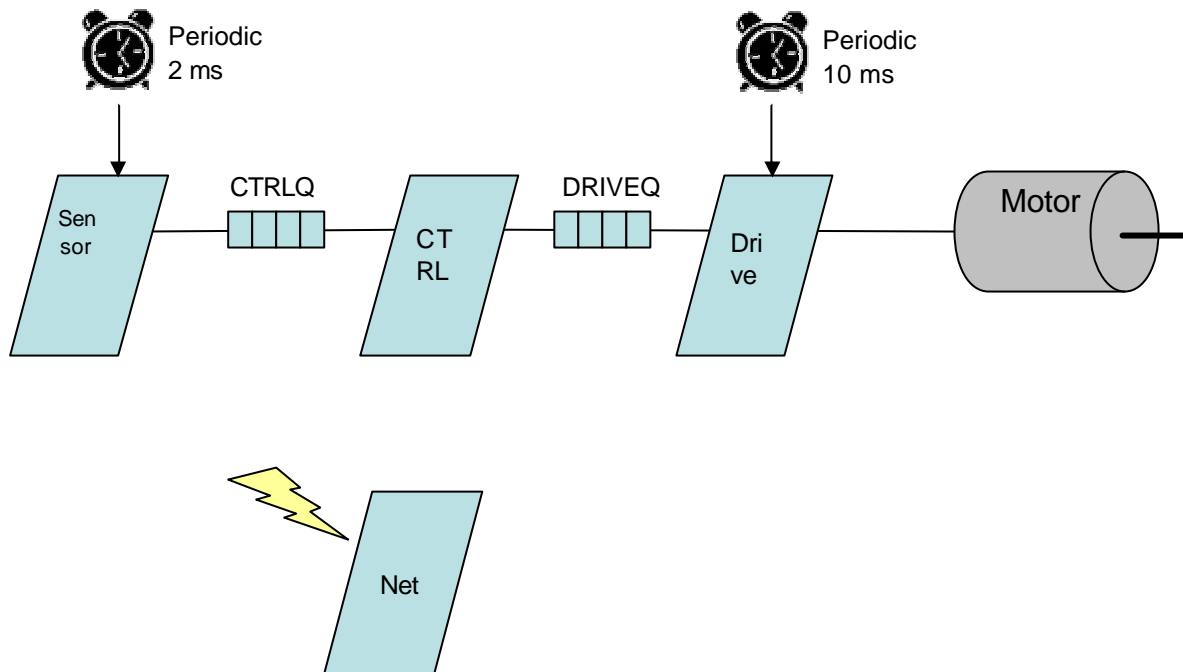 Periodic
2 ms
Periodic
10 ms
CTRLQ
DRIVEQ
Sen
sor
CT
RL
Dri
ve
Motor
Net